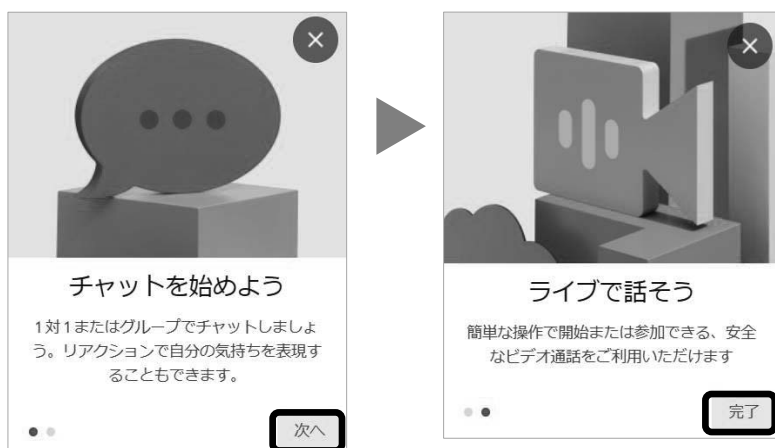 チャットを始めよう
1対1またはグループでチャットしましょ
う。リアクションで自分の気持ちを表現す
ることもできます。
次へ
ライブで話そう
簡単な操作で開始または参加できる、安全
なビデオ通話をご利用いただけます
完了